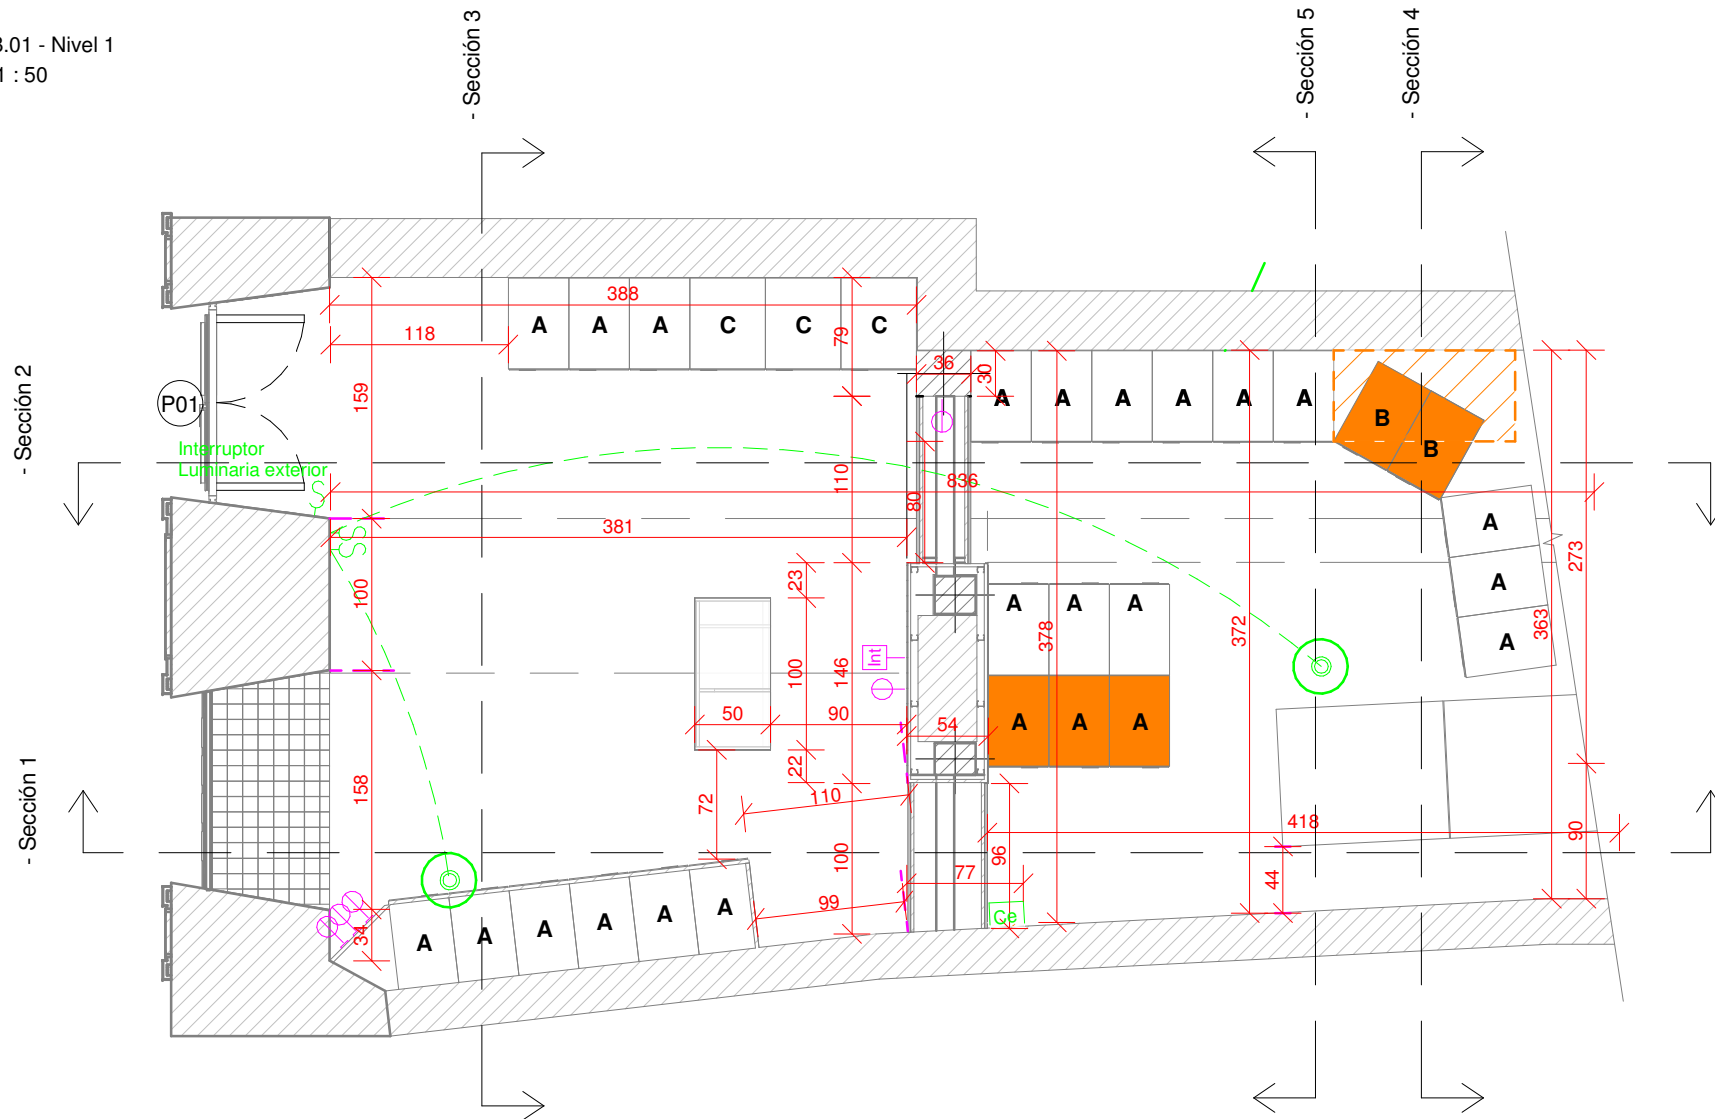 3.01 - Nivel 1
1 : 50
- Sección 3
- Sección 5
- Sección 4
- Sección 2
- Sección 1
P01
Interruptor
Luminaria exterior
S
SS
388
118
159
79
36
30
A A A C C C
A A A A A A
B
B
110
80
836
381
100
23
100
146
50
90
22
54
Int
A A A
378
A A A
372
A
A
A
273
363
158
72
110
100
99
77
96
Ce
418
44
90
34
A A A A A A